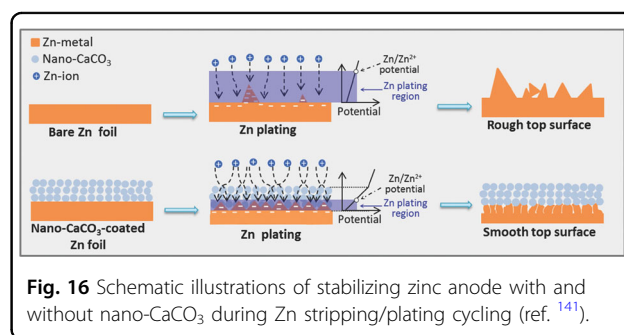 Zn-metal
Nano-CaCO₃
Zn-ion
Bare Zn foil
Zn plating
Potential
Zn/Zn²⁺
potential
Zn plating
region
Rough top surface
Nano-CaCO₃-coated
Zn foil
Zn plating
Potential
Zn/Zn²⁺
potential
Zn plating
region
Smooth top surface
Fig. 16 Schematic illustrations of stabilizing zinc anode with and
without nano-CaCO₃ during Zn stripping/plating cycling (ref. ¹⁴¹).